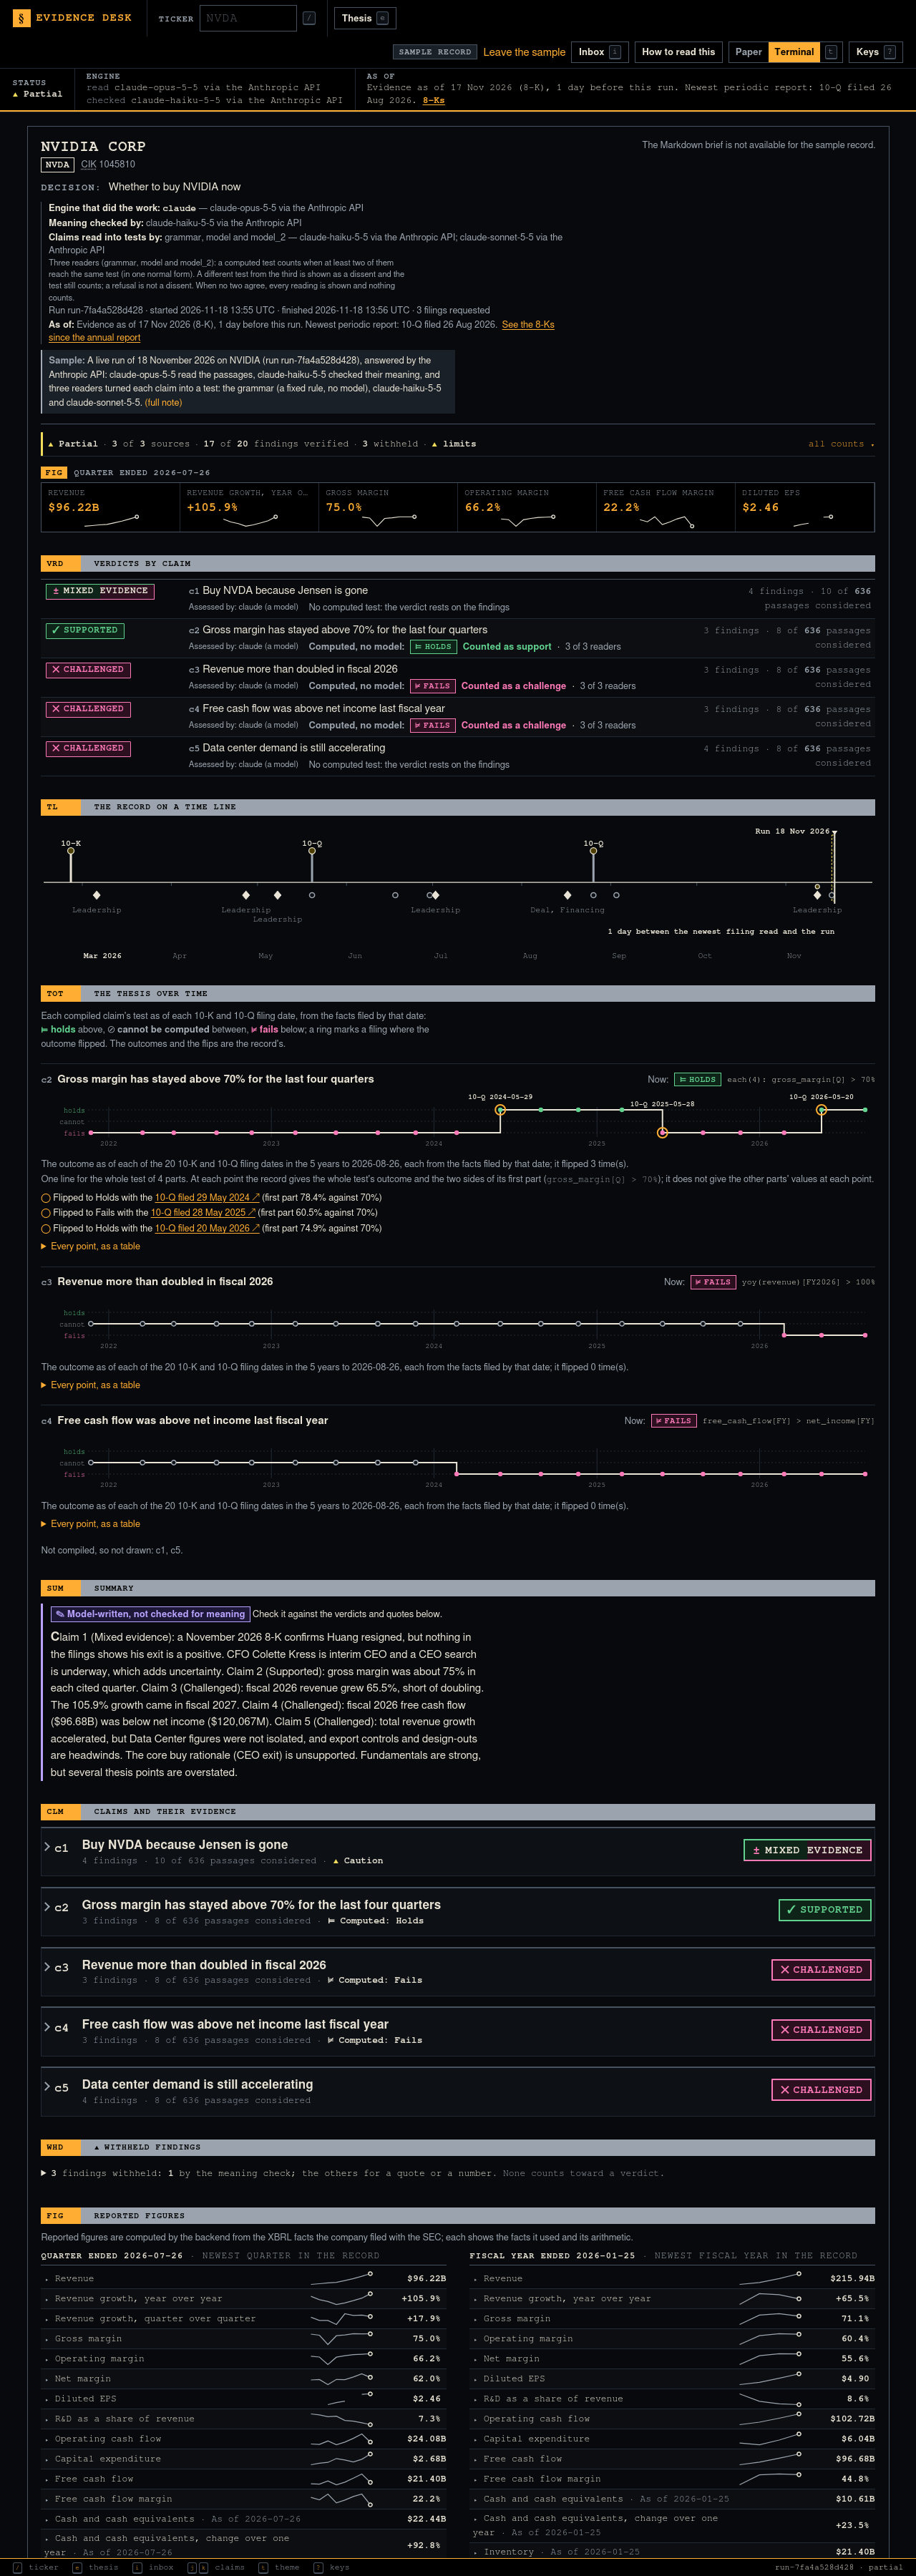 § EVIDENCE DESK
TICKER NVDA /
Thesis e
SAMPLE RECORD Leave the sample Inbox i How to read this Paper Terminal t Keys ?
STATUS
▲ Partial
ENGINE
read claude-opus-5-5 via the Anthropic API
checked claude-haiku-5-5 via the Anthropic API
AS OF
Evidence as of 17 Nov 2026 (8-K), 1 day before this run. Newest periodic report: 10-Q filed 26
Aug 2026. 8-Ks
NVIDIA CORP
The Markdown brief is not available for the sample record.
NVDA CIK 1045810
DECISION: Whether to buy NVIDIA now
Engine that did the work: claude — claude-opus-5-5 via the Anthropic API
Meaning checked by: claude-haiku-5-5 via the Anthropic API
Claims read into tests by: grammar, model and model_2 — claude-haiku-5-5 via the Anthropic API; claude-sonnet-5-5 via the
Anthropic API
Three readers (grammar, model and model_2): a computed test counts when at least two of them
reach the same test (in one normal form). A different test from the third is shown as a dissent and the
test still counts; a refusal is not a dissent. When no two agree, every reading is shown and nothing
counts.
Run run-7fa4a528d428 · started 2026-11-18 13:55 UTC · finished 2026-11-18 13:56 UTC · 3 filings requested
As of: Evidence as of 17 Nov 2026 (8-K), 1 day before this run. Newest periodic report: 10-Q filed 26 Aug 2026. See the 8-Ks
since the annual report
Sample: A live run of 18 November 2026 on NVIDIA (run run-7fa4a528d428), answered by the
Anthropic API: claude-opus-5-5 read the passages, claude-haiku-5-5 checked their meaning, and
three readers turned each claim into a test: the grammar (a fixed rule, no model), claude-haiku-5-5
and claude-sonnet-5-5. (full note)
▲ Partial · 3 of 3 sources · 17 of 20 findings verified · 3 withheld · ▲ limits
all counts
FIG QUARTER ENDED 2026-07-26
REVENUE
$96.22B
REVENUE GROWTH, YEAR O…
+105.9%
GROSS MARGIN
75.0%
OPERATING MARGIN
66.2%
FREE CASH FLOW MARGIN
22.2%
DILUTED EPS
$2.46
VRD VERDICTS BY CLAIM
± MIXED EVIDENCE c1 Buy NVDA because Jensen is gone 4 findings · 10 of 636
Assessed by: claude (a model) No computed test: the verdict rests on the findings passages considered
✓ SUPPORTED c2 Gross margin has stayed above 70% for the last four quarters 3 findings · 8 of 636 passages
Assessed by: claude (a model) Computed, no model: ⊨ HOLDS Counted as support · 3 of 3 readers considered
✕ CHALLENGED c3 Revenue more than doubled in fiscal 2026 3 findings · 8 of 636 passages
Assessed by: claude (a model) Computed, no model: ⊭ FAILS Counted as a challenge · 3 of 3 readers considered
✕ CHALLENGED c4 Free cash flow was above net income last fiscal year 3 findings · 8 of 636 passages
Assessed by: claude (a model) Computed, no model: ⊭ FAILS Counted as a challenge · 3 of 3 readers considered
✕ CHALLENGED c5 Data center demand is still accelerating 4 findings · 8 of 636 passages
Assessed by: claude (a model) No computed test: the verdict rests on the findings considered
TL THE RECORD ON A TIME LINE
Run 18 Nov 2026
10-K 10-Q 10-Q
Leadership Leadership Leadership Deal, Financing Leadership
Leadership
1 day between the newest filing read and the run
Mar 2026 Apr May Jun Jul Aug Sep Oct Nov
TOT THE THESIS OVER TIME
Each compiled claim's test as of each 10-K and 10-Q filing date, from the facts filed by that date:
⊨ holds above, ⊘ cannot be computed between, ⊭ fails below; a ring marks a filing where the
outcome flipped. The outcomes and the flips are the record's.
c2 Gross margin has stayed above 70% for the last four quarters Now: ⊨ HOLDS each(4): gross_margin[Q] > 70%
10-Q 2024-05-29 10-Q 2025-05-28 10-Q 2026-05-20
holds
cannot
fails
2022 2023 2024 2025 2026
The outcome as of each of the 20 10-K and 10-Q filing dates in the 5 years to 2026-08-26, each from the facts filed by that date; it flipped 3 time(s).
One line for the whole test of 4 parts. At each point the record gives the whole test's outcome and the two sides of its first part (gross_margin[Q] > 70%); it does not give the other parts' values at each point.
Flipped to Holds with the 10-Q filed 29 May 2024 ↗ (first part 78.4% against 70%)
Flipped to Fails with the 10-Q filed 28 May 2025 ↗ (first part 60.5% against 70%)
Flipped to Holds with the 10-Q filed 20 May 2026 ↗ (first part 74.9% against 70%)
▶ Every point, as a table
c3 Revenue more than doubled in fiscal 2026 Now: ⊭ FAILS yoy(revenue)[FY2026] > 100%
holds
cannot
fails
2022 2023 2024 2025 2026
The outcome as of each of the 20 10-K and 10-Q filing dates in the 5 years to 2026-08-26, each from the facts filed by that date; it flipped 0 time(s).
▶ Every point, as a table
c4 Free cash flow was above net income last fiscal year Now: ⊭ FAILS free_cash_flow[FY] > net_income[FY]
holds
cannot
fails
2022 2023 2024 2025 2026
The outcome as of each of the 20 10-K and 10-Q filing dates in the 5 years to 2026-08-26, each from the facts filed by that date; it flipped 0 time(s).
▶ Every point, as a table
Not compiled, so not drawn: c1, c5.
SUM SUMMARY
✎ Model-written, not checked for meaning Check it against the verdicts and quotes below.
Claim 1 (Mixed evidence): a November 2026 8-K confirms Huang resigned, but nothing in
the filings shows his exit is a positive. CFO Colette Kress is interim CEO and a CEO search
is underway, which adds uncertainty. Claim 2 (Supported): gross margin was about 75% in
each cited quarter. Claim 3 (Challenged): fiscal 2026 revenue grew 65.5%, short of doubling.
The 105.9% growth came in fiscal 2027. Claim 4 (Challenged): fiscal 2026 free cash flow
($96.68B) was below net income ($120,067M). Claim 5 (Challenged): total revenue growth
accelerated, but Data Center figures were not isolated, and export controls and design-outs
are headwinds. The core buy rationale (CEO exit) is unsupported. Fundamentals are strong,
but several thesis points are overstated.
CLM CLAIMS AND THEIR EVIDENCE
c1 Buy NVDA because Jensen is gone ± MIXED EVIDENCE
4 findings · 10 of 636 passages considered · ▲ Caution
c2 Gross margin has stayed above 70% for the last four quarters ✓ SUPPORTED
3 findings · 8 of 636 passages considered · ⊨ Computed: Holds
c3 Revenue more than doubled in fiscal 2026 ✕ CHALLENGED
3 findings · 8 of 636 passages considered · ⊭ Computed: Fails
c4 Free cash flow was above net income last fiscal year ✕ CHALLENGED
3 findings · 8 of 636 passages considered · ⊭ Computed: Fails
c5 Data center demand is still accelerating ✕ CHALLENGED
4 findings · 8 of 636 passages considered
WHD ▲ WITHHELD FINDINGS
▶ 3 findings withheld: 1 by the meaning check; the others for a quote or a number. None counts toward a verdict.
FIG REPORTED FIGURES
Reported figures are computed by the backend from the XBRL facts the company filed with the SEC; each shows the facts it used and its arithmetic.
QUARTER ENDED 2026-07-26 · NEWEST QUARTER IN THE RECORD
Revenue $96.22B
Revenue growth, year over year +105.9%
Revenue growth, quarter over quarter +17.9%
Gross margin 75.0%
Operating margin 66.2%
Net margin 62.0%
Diluted EPS $2.46
R&D as a share of revenue 7.3%
Operating cash flow $24.08B
Capital expenditure $2.68B
Free cash flow $21.40B
Free cash flow margin 22.2%
Cash and cash equivalents · As of 2026-07-26 $22.44B
Cash and cash equivalents, change over one
year · As of 2026-07-26 +92.8%
FISCAL YEAR ENDED 2026-01-25 · NEWEST FISCAL YEAR IN THE RECORD
Revenue $215.94B
Revenue growth, year over year +65.5%
Gross margin 71.1%
Operating margin 60.4%
Net margin 55.6%
Diluted EPS $4.90
R&D as a share of revenue 8.6%
Operating cash flow $102.72B
Capital expenditure $6.04B
Free cash flow $96.68B
Free cash flow margin 44.8%
Cash and cash equivalents · As of 2026-01-25 $10.61B
Cash and cash equivalents, change over one
year · As of 2026-01-25 +23.5%
Inventory · As of 2026-01-25 $21.40B
/ ticker e thesis i inbox j k claims t theme ? keys
run-7fa4a528d428 · partial